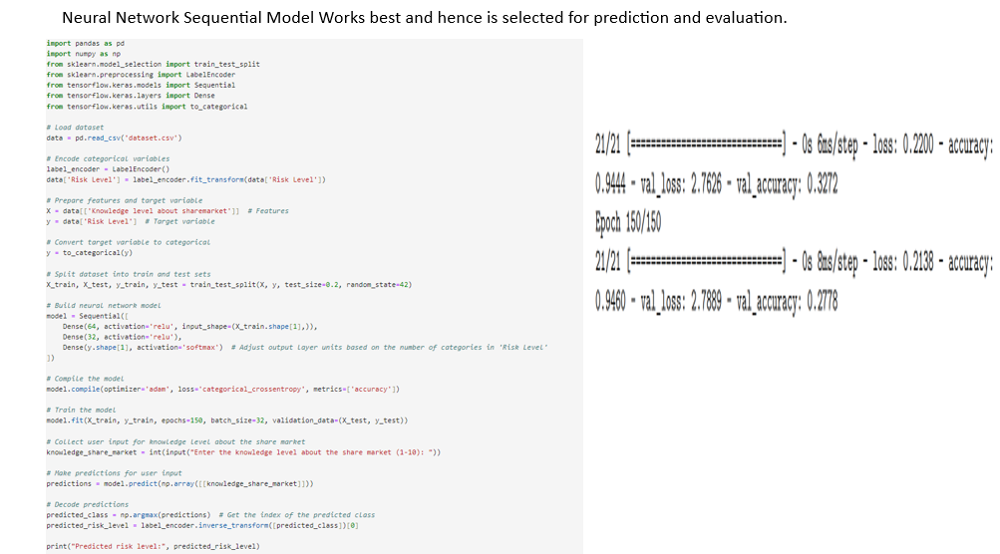 Neural Network Sequential Model Works best and hence is selected for prediction and evaluation.
import pandas as pd
import numpy as np
from sklearn.model_selection import train_test_split
from sklearn.preprocessing import LabelEncoder
from tensorflow.keras.models import Sequential
from tensorflow.keras.layers import Dense
from tensorflow.keras.utils import to_categorical
# Load dataset
data = pd.read_csv('dataset.csv')
# Encode categorical variables
label_encoder = LabelEncoder()
data['Risk Level'] = label_encoder.fit_transform(data['Risk Level'])
# Prepare features and target variable
X = data[['Knowledge level about sharemarket']]  # Features
y = data['Risk Level']  # Target variable
# Convert target variable to categorical
y = to_categorical(y)
# Split dataset into train and test sets
X_train, X_test, y_train, y_test = train_test_split(X, y, test_size=0.2, random_state=42)
# Build neural network model
model = Sequential([
    Dense(64, activation='relu', input_shape=(X_train.shape[1],)),
    Dense(32, activation='relu'),
    Dense(y.shape[1], activation='softmax')  # Adjust output layer units based on the number of categories in 'Risk Level'
])
# Compile the model
model.compile(optimizer='adam', loss='categorical_crossentropy', metrics=['accuracy'])
# Train the model
model.fit(X_train, y_train, epochs=150, batch_size=32, validation_data=(X_test, y_test))
# Collect user input for knowledge level about the share market
knowledge_share_market = int(input("Enter the knowledge level about the share market (1-10): "))
# Make predictions for user input
predictions = model.predict(np.array([[knowledge_share_market]]))
# Decode predictions
predicted_class = np.argmax(predictions)  # Get the index of the predicted class
predicted_risk_level = label_encoder.inverse_transform([predicted_class])[0]
print("Predicted risk level:", predicted_risk_level)
21/21 [==============================] - 0s 6ms/step - loss: 0.2200 - accuracy:
0.9444 - val_loss: 2.7626 - val_accuracy: 0.3272
Epoch 150/150
21/21 [==============================] - 0s 8ms/step - loss: 0.2138 - accuracy:
0.9460 - val_loss: 2.7889 - val_accuracy: 0.2778